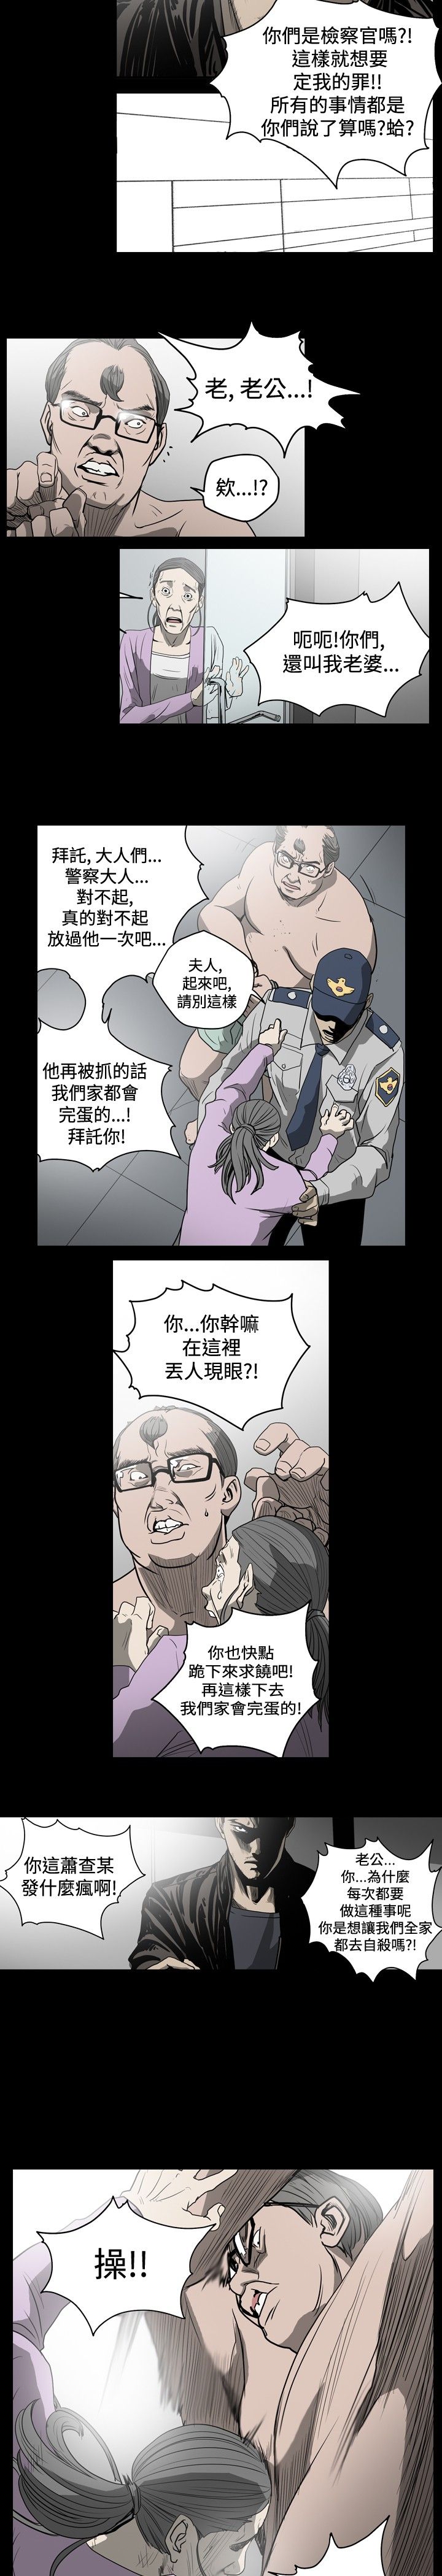 你們是檢察官嗎?!
這樣就想要
定我的罪!!
所有的事情都是
你們說了算嗎?蛤?
老, 老公...!
欸...!?
呃呃!你們,
還叫我老婆...
拜託, 大人們...
警察大人...
對不起,
真的對不起
放過他一次吧...
夫人,
起來吧,
請別這樣
他再被抓的話
我們家都會
完蛋的...!
拜託你!
你...你幹嘛
在這裡
丟人現眼?!
你也快點
跪下來求饒吧!
再這樣下去
我們家會完蛋的!
你這蕭查某
發什麼瘋啊!
老公...
你...為什麼
每次都要
做這種事呢
你是想讓我們全家
都去自殺嗎?!
操!!